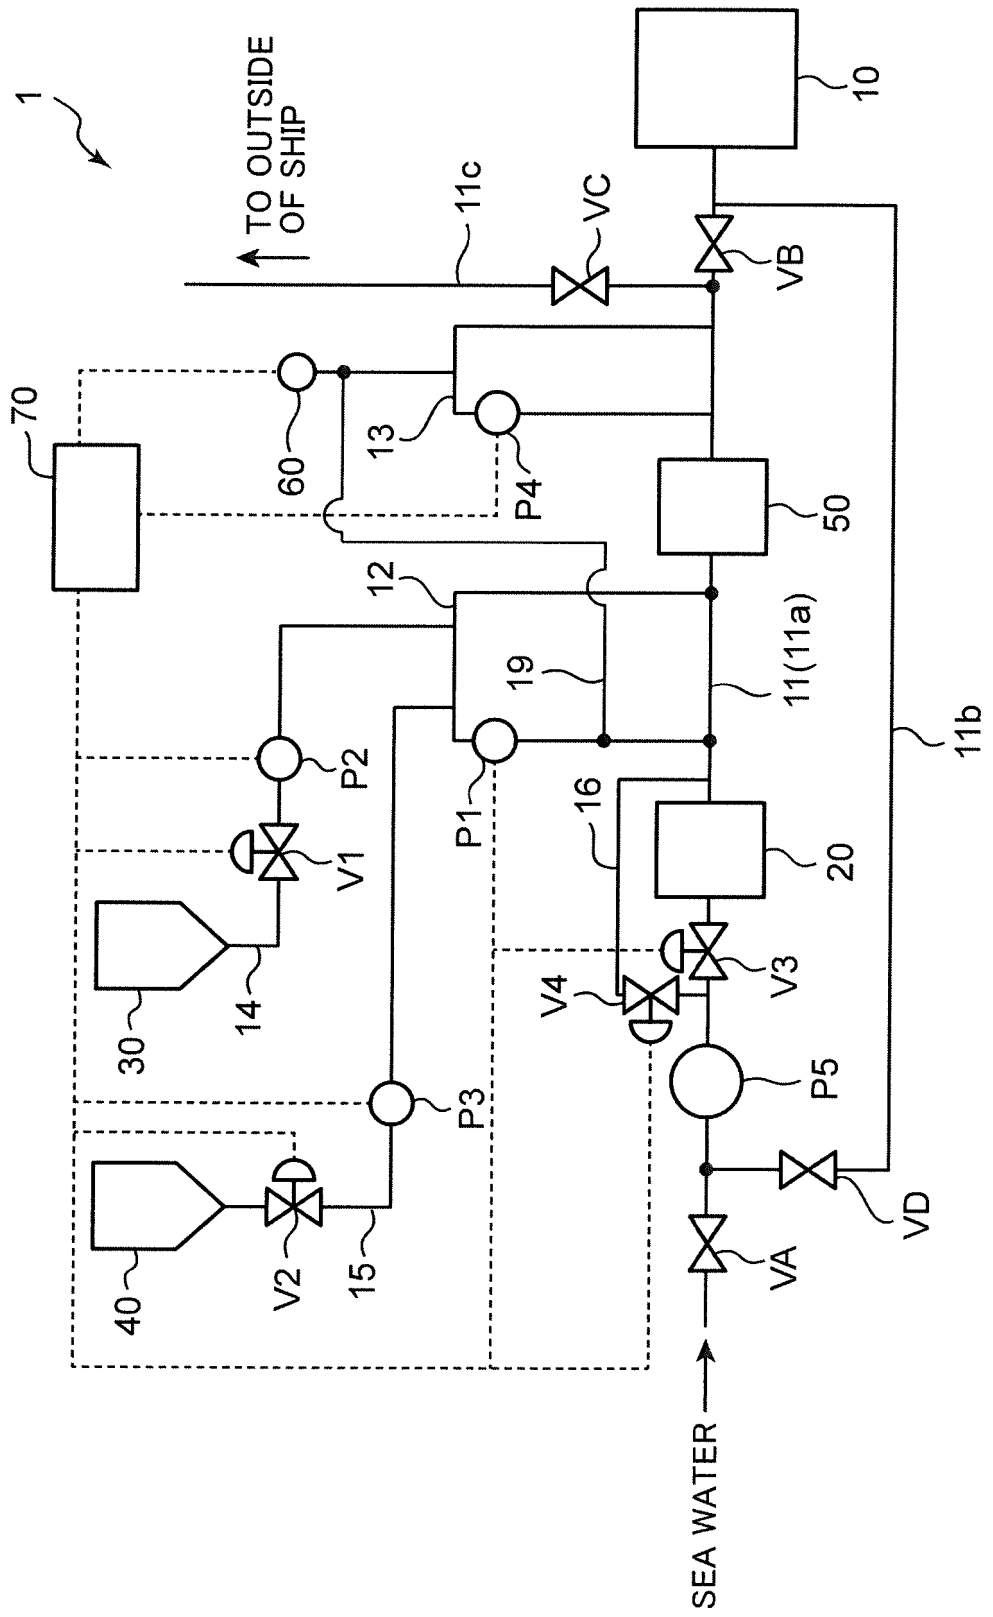 1
TO OUTSIDE
OF SHIP
11c
VC
VB
10
70
60
13
P4
50
12
19
11(11a)
11b
P2
V1
P1
16
20
30
14
V4
V3
P5
P3
40
V2
15
VD
VA
SEA WATER